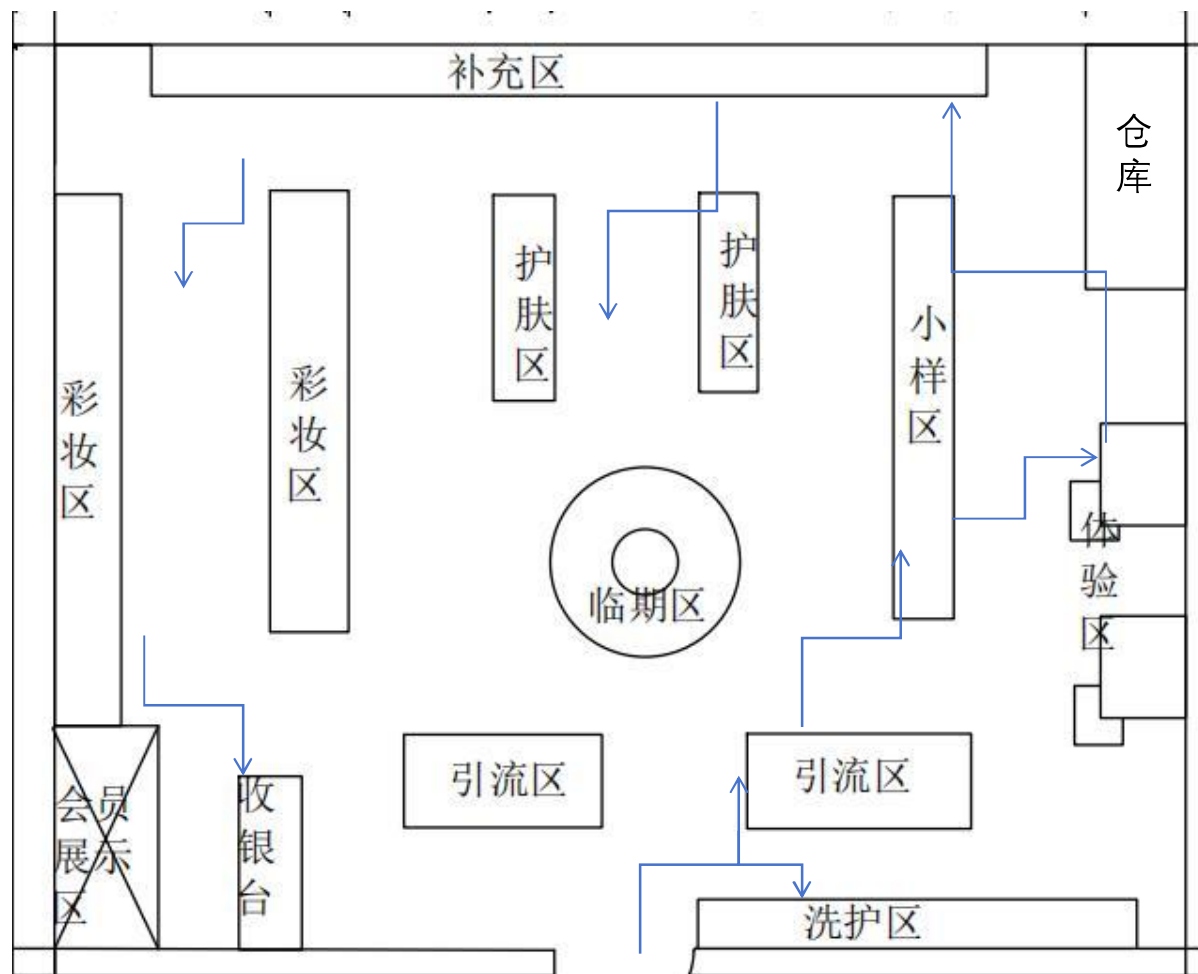 补充区
仓
库
彩
妆
区
彩
妆
区
护
肤
区
护
肤
区
小
样
区
体
验
区
临期区
引流区
引流区
会员
展示
区
收
银
台
洗护区